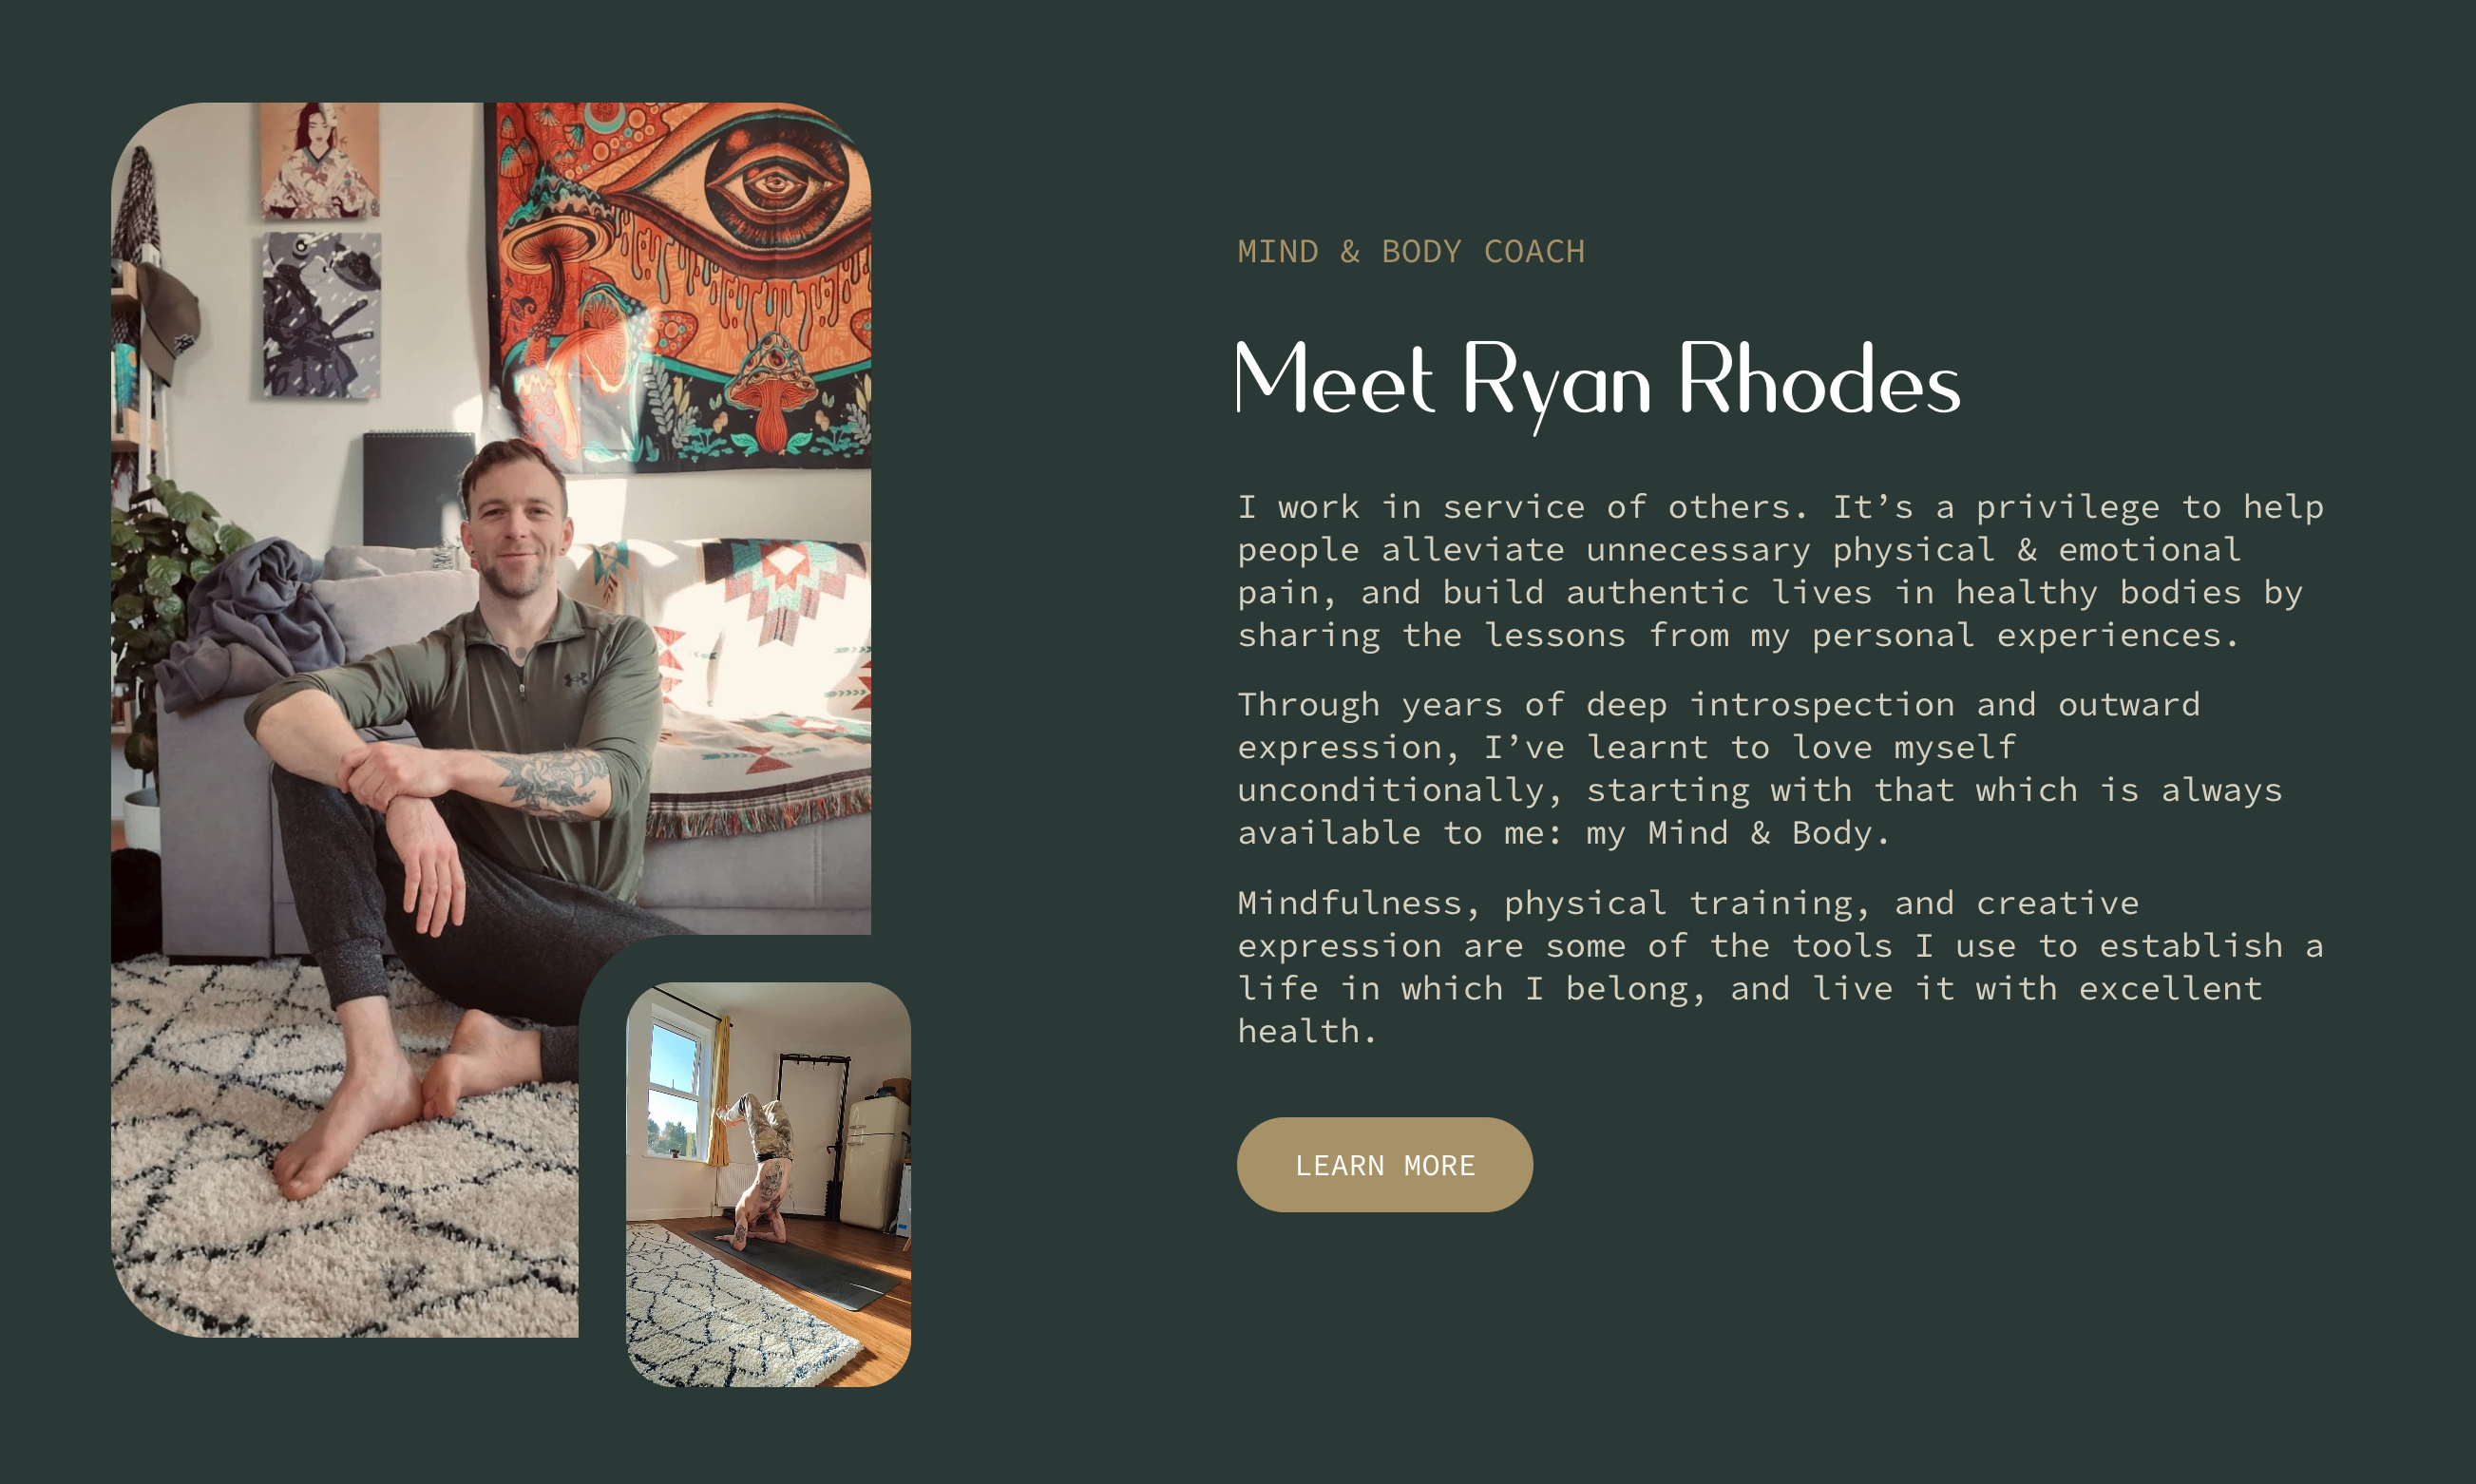 MIND & BODY COACH
Meet Ryan Rhodes
I work in service of others. It’s a privilege to help
people alleviate unnecessary physical & emotional
pain, and build authentic lives in healthy bodies by
sharing the lessons from my personal experiences.
Through years of deep introspection and outward
expression, I’ve learnt to love myself
unconditionally, starting with that which is always
available to me: my Mind & Body.
Mindfulness, physical training, and creative
expression are some of the tools I use to establish a
life in which I belong, and live it with excellent
health.
LEARN MORE